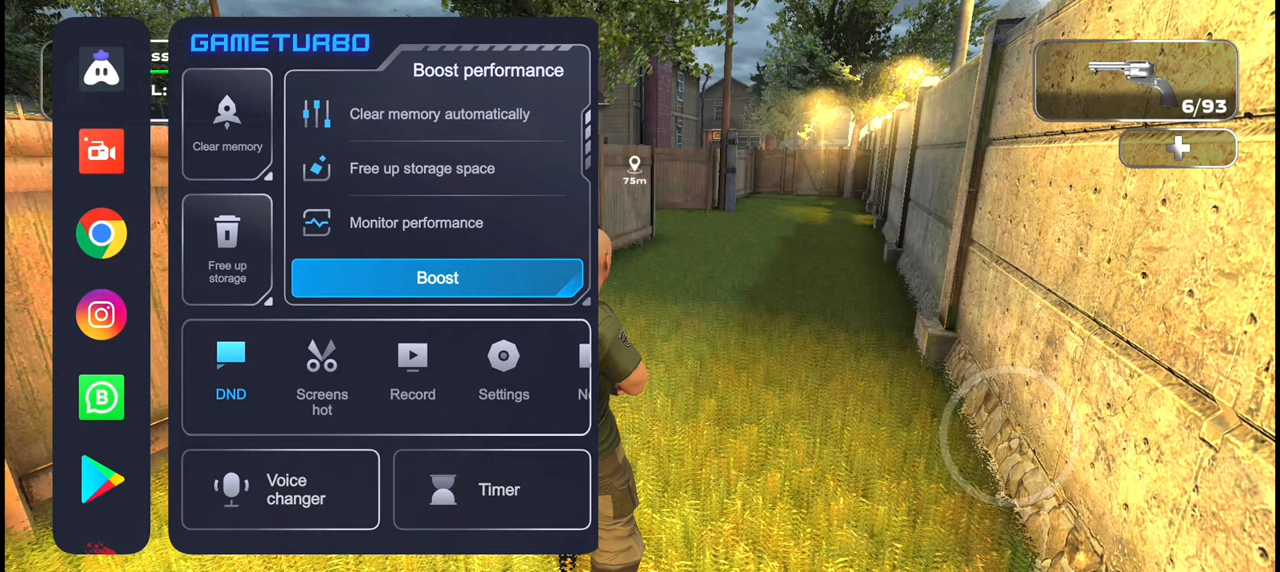 GAMETURBO
Boost performance
Clear memory
Clear memory automatically
Free up storage space
Monitor performance
Free up
storage
Boost
DND
Screens
hot
Record
Settings
Voice
changer
Timer
75m
6/93